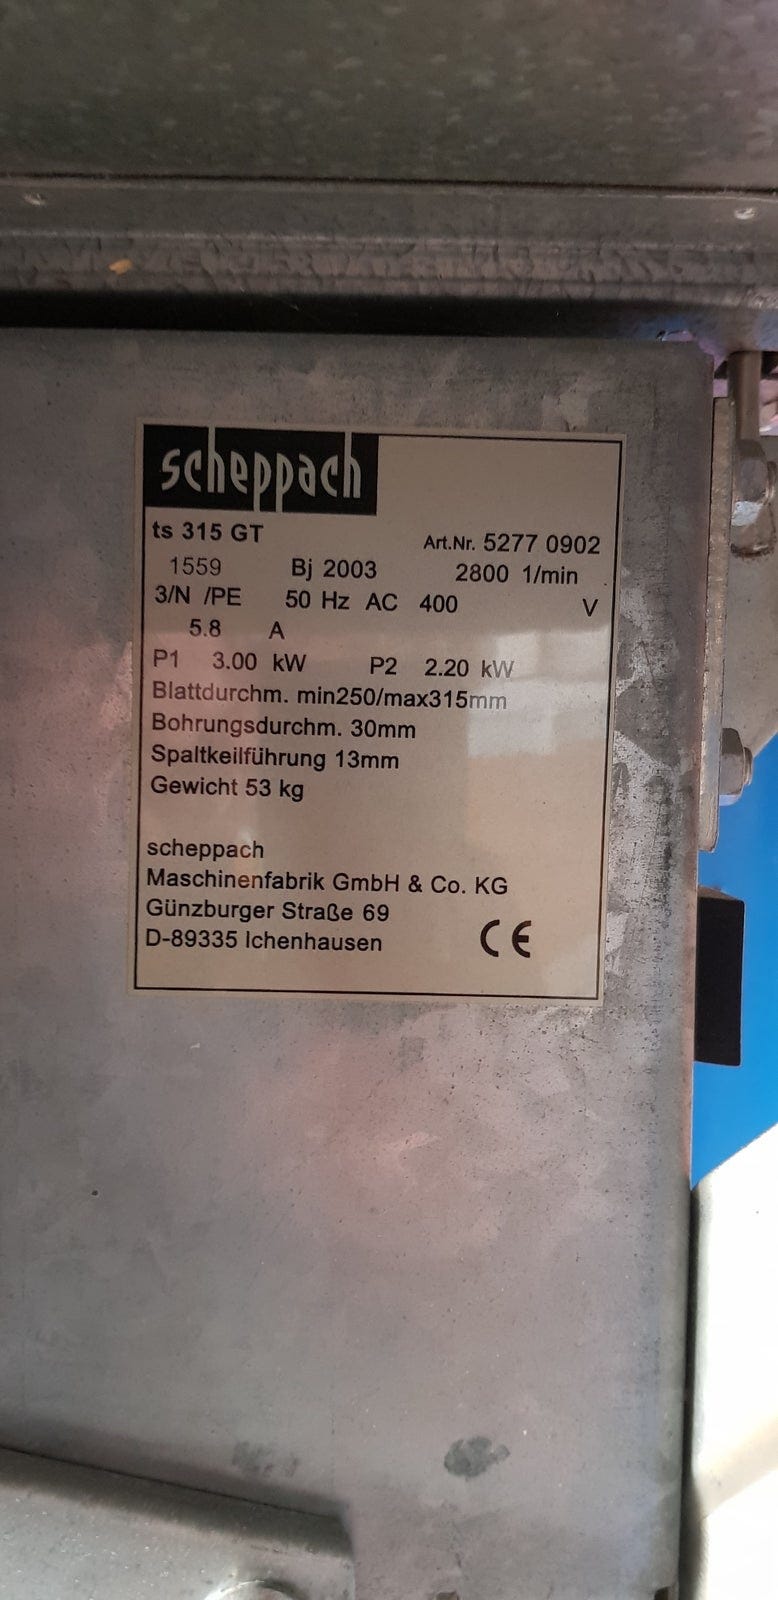 scheppach
ts 315 GT Art.Nr. 5277 0902
1559 Bj 2003 2800 1/min
3/N /PE 50 Hz AC 400 V
5.8 A
P1 3.00 kW P2 2.20 kW
Blattdurchm. min250/max315mm
Bohrungsdurchm. 30mm
Spaltkeilführung 13mm
Gewicht 53 kg
scheppach
Maschinenfabrik GmbH & Co. KG
Günzburger Straße 69
D-89335 Ichenhausen CE